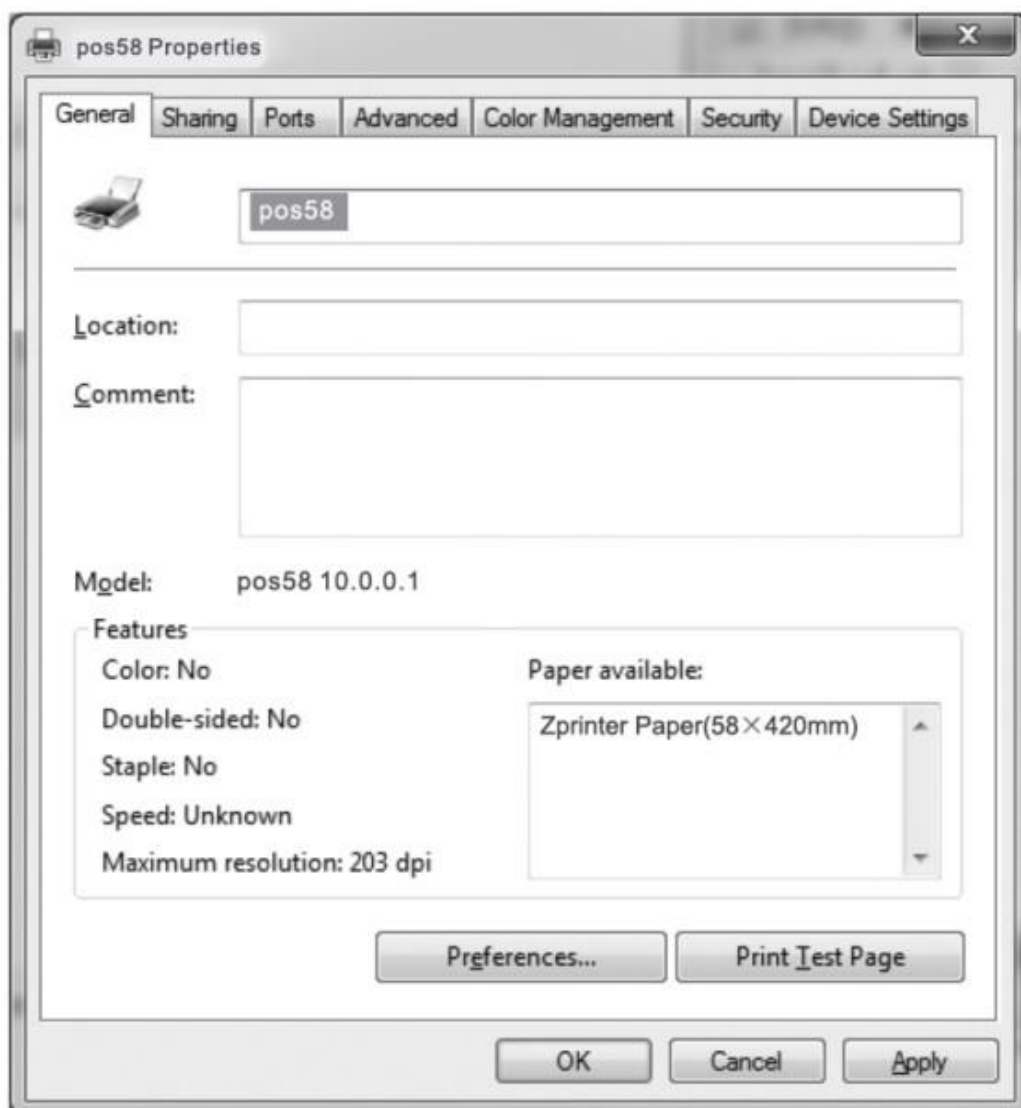 pos58 Properties
General Sharing Ports Advanced Color Management Security Device Settings
pos58
Location:
Comment:
Model: pos58 10.0.0.1
Features
Color: No
Paper available:
Double-sided: No
Zprinter Paper(58×420mm)
Staple: No
Speed: Unknown
Maximum resolution: 203 dpi
Preferences... Print Test Page
OK Cancel Apply